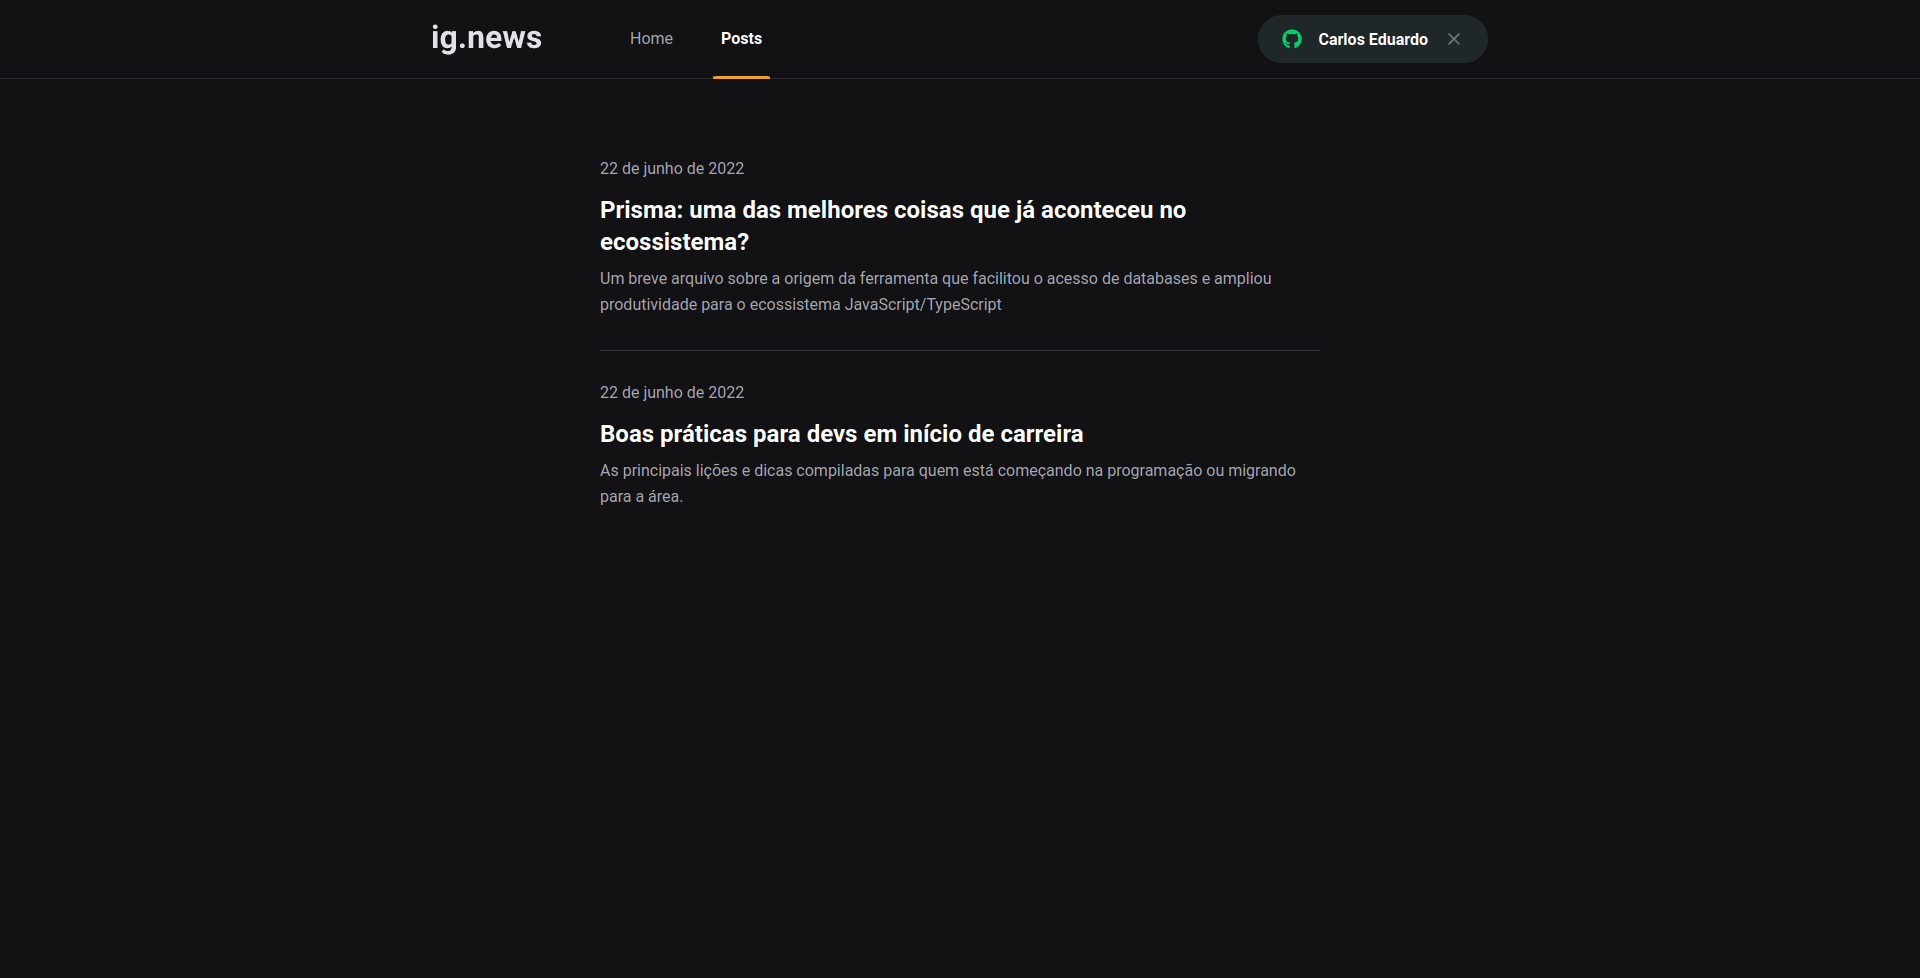 ig.news
Home
Posts
Carlos Eduardo
22 de junho de 2022
Prisma: uma das melhores coisas que já aconteceu no
ecossistema?
Um breve arquivo sobre a origem da ferramenta que facilitou o acesso de databases e ampliou
produtividade para o ecossistema JavaScript/TypeScript
22 de junho de 2022
Boas práticas para devs em início de carreira
As principais lições e dicas compiladas para quem está começando na programação ou migrando
para a área.